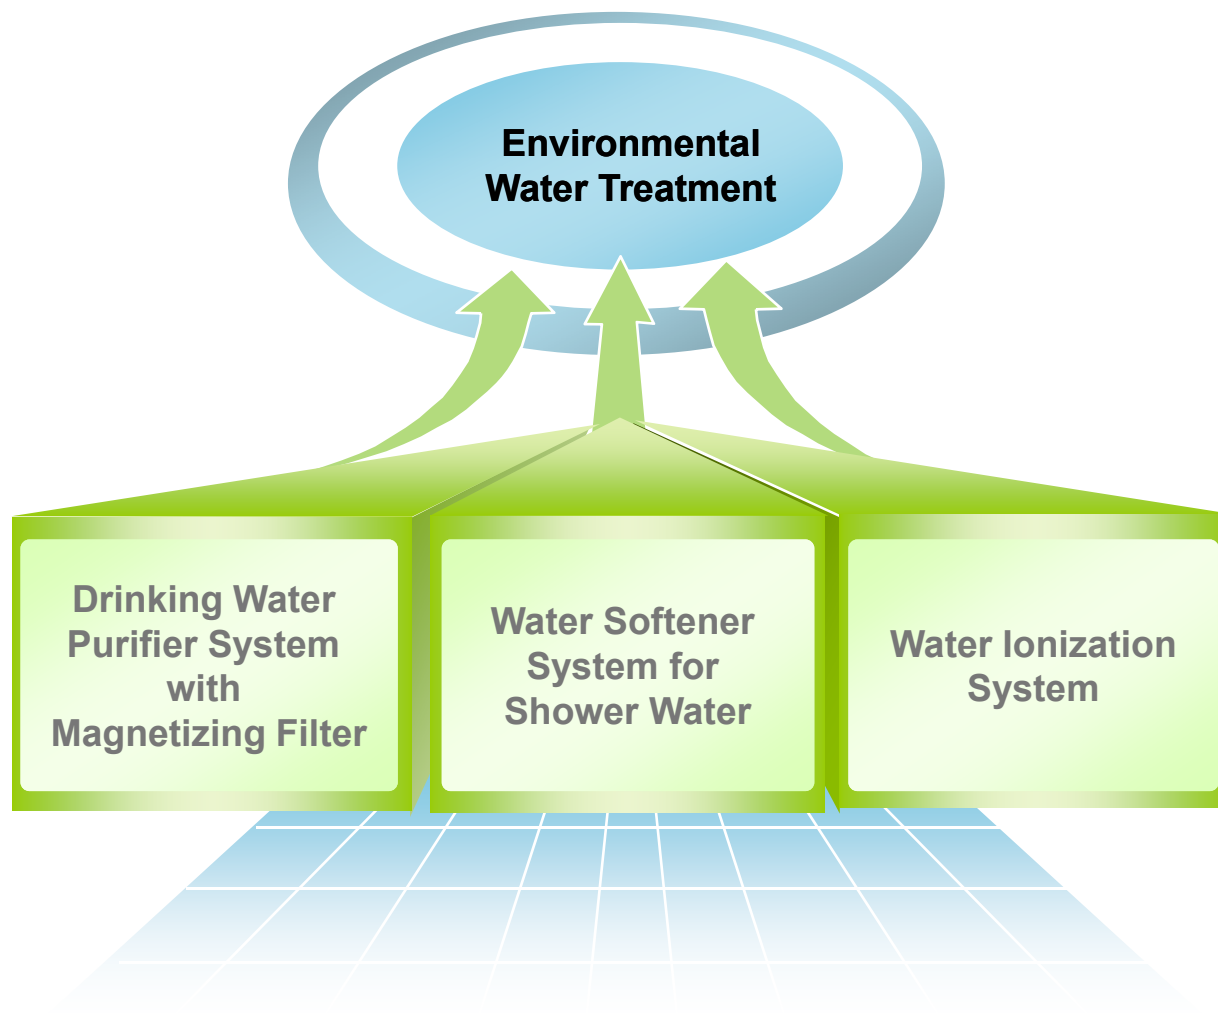 Environmental
Water Treatment
Drinking Water
Purifier System
with
Magnetizing Filter
Water Softener
System for
Shower Water
Water Ionization
System